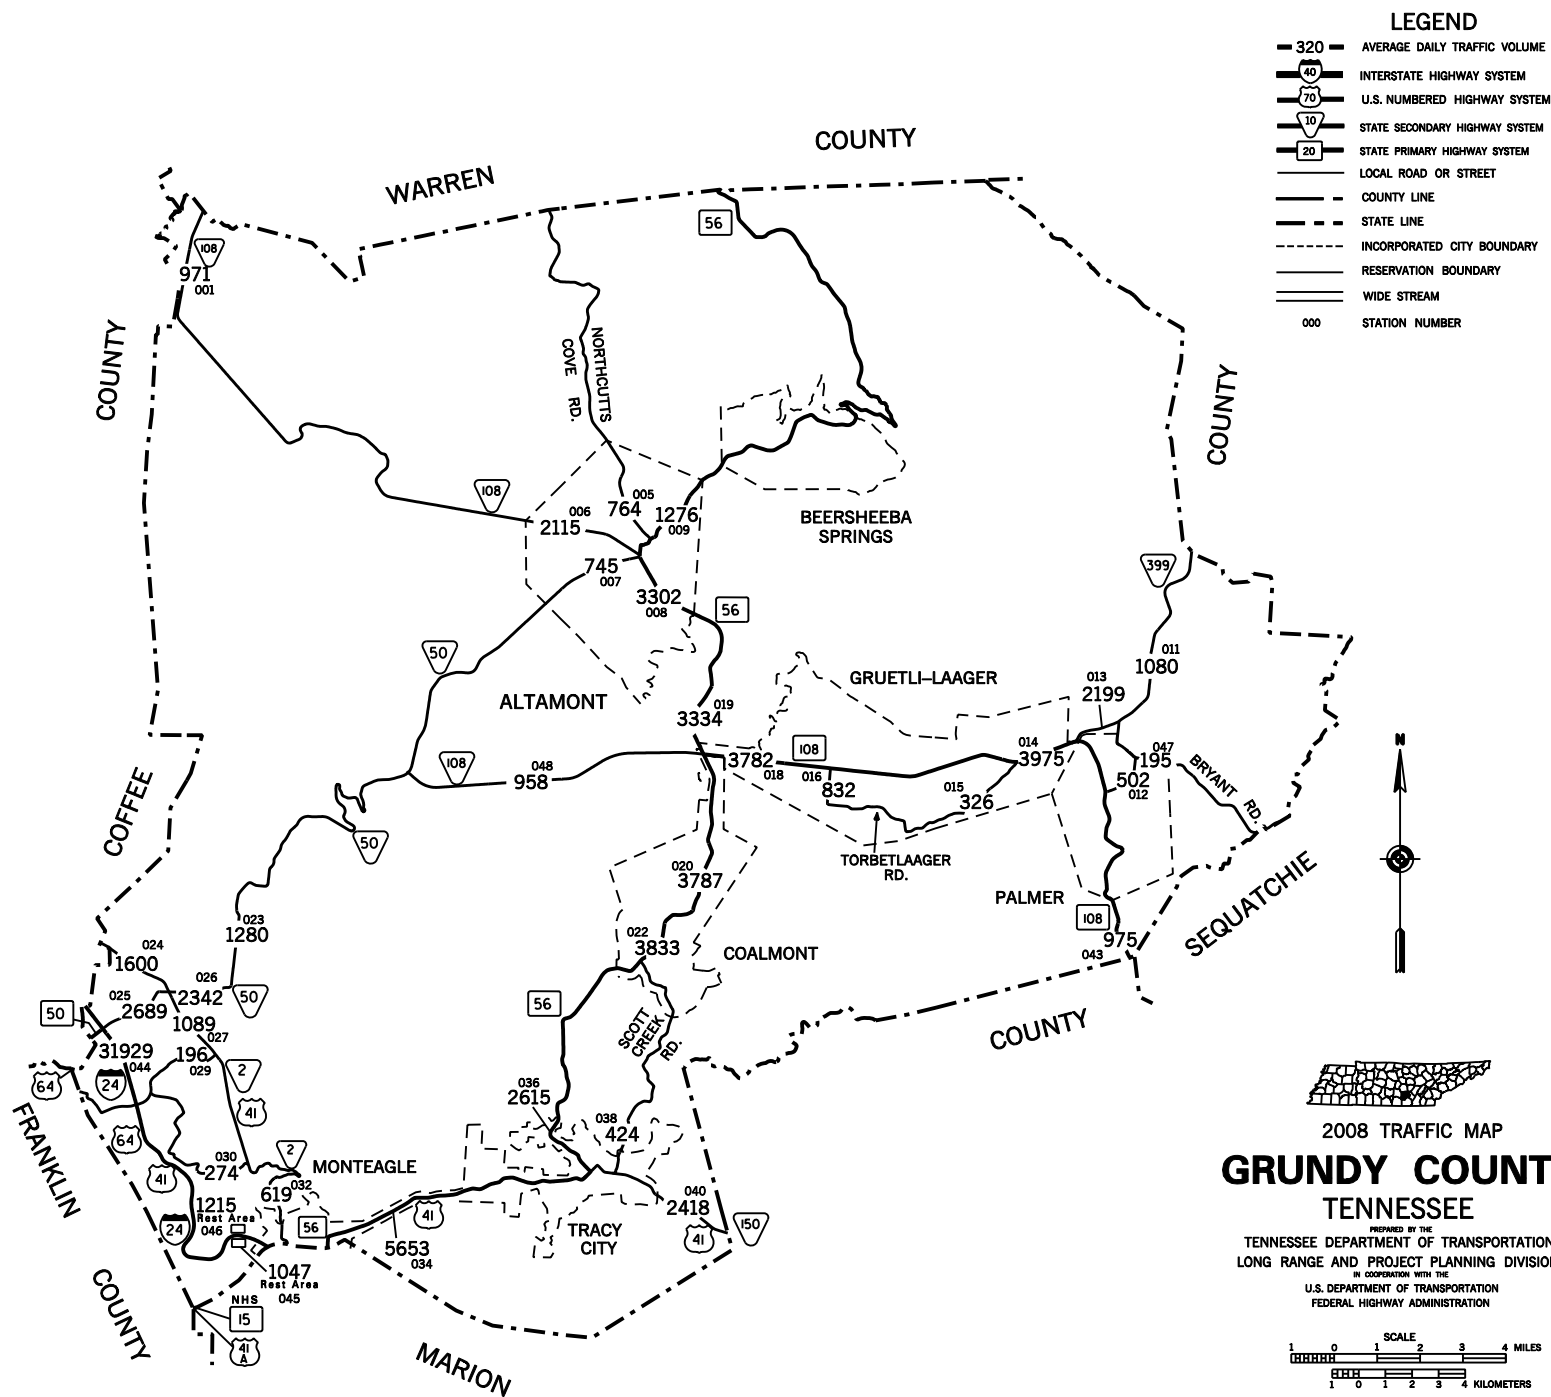 LEGEND
320 AVERAGE DAILY TRAFFIC VOLUME
40 INTERSTATE HIGHWAY SYSTEM
70 U.S. NUMBERED HIGHWAY SYSTEM
10 STATE SECONDARY HIGHWAY SYSTEM
20 STATE PRIMARY HIGHWAY SYSTEM
LOCAL ROAD OR STREET
COUNTY LINE
STATE LINE
INCORPORATED CITY BOUNDARY
RESERVATION BOUNDARY
WIDE STREAM
000 STATION NUMBER
WARREN
COUNTY
56
108
971
001
COUNTY
NORTHCUTTS
COVE RD.
COUNTY
108
006
2115
005
764
1276
009
BEERSHEEBA
SPRINGS
745
007
3302
008
56
399
50
ALTAMONT
GRUETLI-LAAGER
011
1080
013
2199
019
3334
108
048
958
3782
018
108
016
832
014
3975
015
326
047
195
502
012
BRYANT RD.
N
COFFEE
50
TORBETLAAGER
RD.
020
3787
PALMER
108
975
043
SEQUATCHIE
023
1280
022
3833
COALMONT
024
1600
026
2342
50
025
2689
50
1089
027
56
SCOTT
CREEK
RD.
COUNTY
31929
044
196
029
2
64
24
41
036
2615
64
038
424
FRANKLIN
030
274
2
MONTEAGLE
41
619
032
1215
Rest Area
046
24
56
41
5653
034
TRACY
CITY
040
2418
41
150
1047
Rest Area
045
NHS
15
41
A
COUNTY
MARION
2008 TRAFFIC MAP
GRUNDY COUNT
TENNESSEE
PREPARED BY THE
TENNESSEE DEPARTMENT OF TRANSPORTATION
LONG RANGE AND PROJECT PLANNING DIVISIO
IN COOPERATION WITH THE
U.S. DEPARTMENT OF TRANSPORTATION
FEDERAL HIGHWAY ADMINISTRATION
SCALE
1 0 1 2 3 4 MILES
1 0 1 2 3 4 KILOMETERS